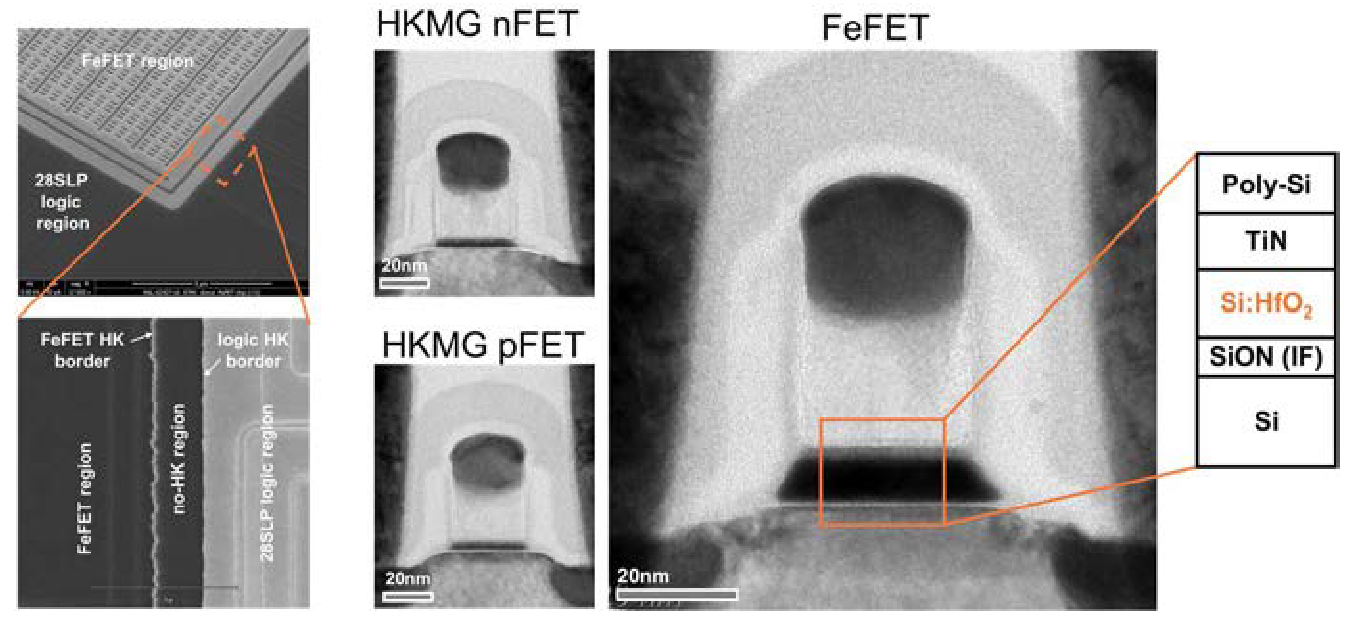 HKMG nFET
FeFET
FeFET region
28SLP
logic
region
20nm
HKMG pFET
FeFET HK
border
logic HK
border
FeFET region
no-HK region
28SLP logic region
20nm
20nm
Poly-Si
TiN
Si:HfO₂
SiON (IF)
Si